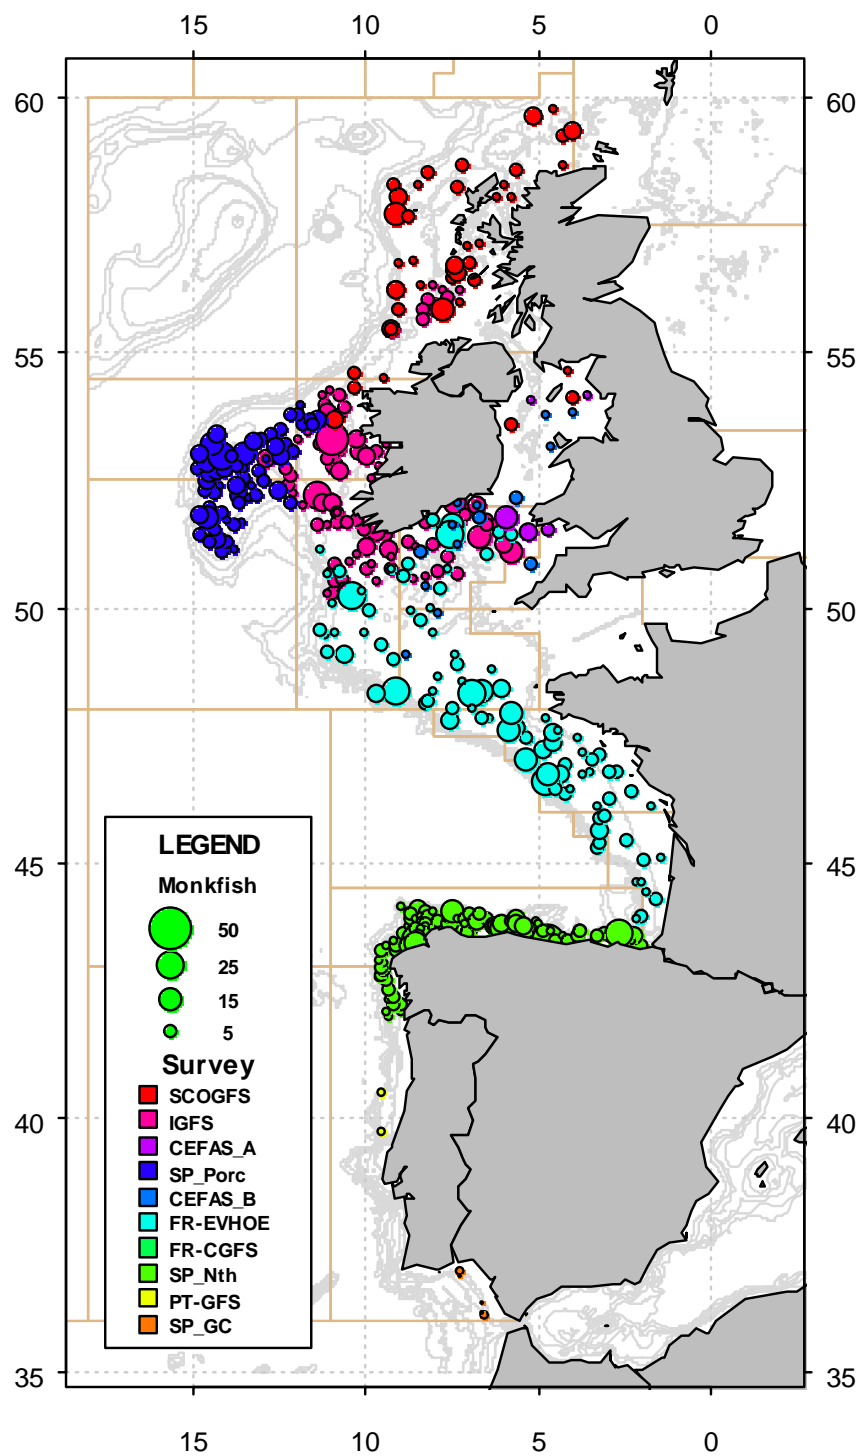 15 10 5 0
60 60
55 55
50 50
45 45
40 40
35 35
LEGEND
Monkfish
50
25
15
5
Survey
SCOGFS
IGFS
CEFAS_A
SP_Porc
CEFAS_B
FR-EVHOE
FR-CGFS
SP_Nth
PT-GFS
SP_GC
15 10 5 0